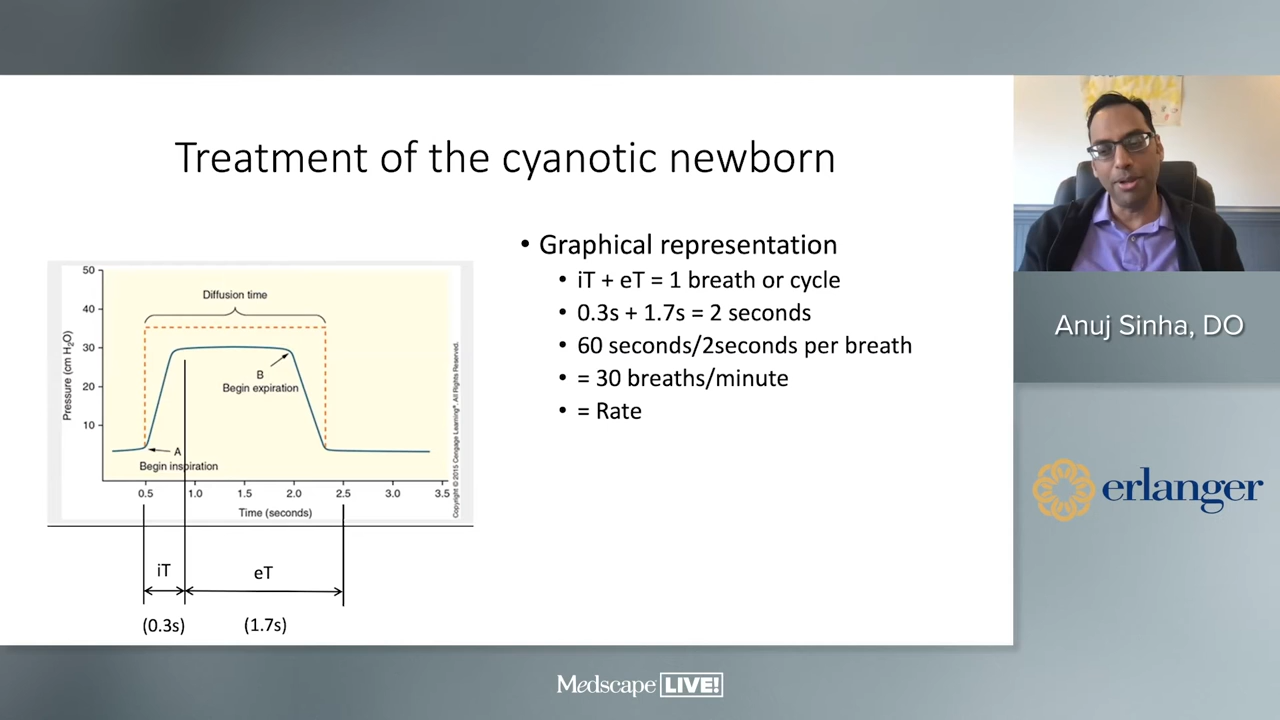 Treatment of the cyanotic newborn
50
40
30
20
10
Pressure (cm H2O)
Diffusion time
B
Begin expiration
A
Begin inspiration
0.5 1.0 1.5 2.0 2.5 3.0 3.5
Time (seconds)
Copyright © 2015 Cengage Learning®. All Rights Reserved.
iT
eT
(0.3s)
(1.7s)
• Graphical representation
• iT + eT = 1 breath or cycle
• 0.3s + 1.7s = 2 seconds
• 60 seconds/2seconds per breath
• = 30 breaths/minute
• = Rate
Anuj Sinha, DO
erlanger
Medscape LIVE!